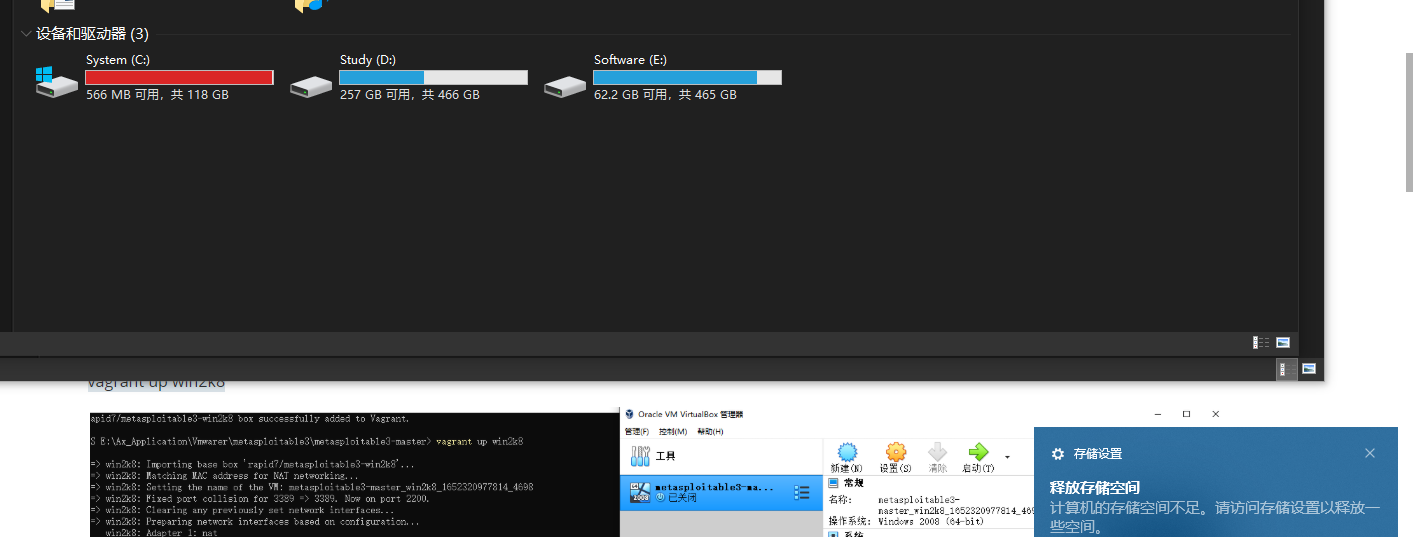 设备和驱动器 (3)
System (C:)
566 MB 可用，共 118 GB
Study (D:)
257 GB 可用，共 466 GB
Software (E:)
62.2 GB 可用，共 465 GB
vagrant up win2k8
apid7/metasploitable3-win2k8 box successfully added to Vagrant.
S E:\Ax_Application\Vmwarer\metasploitable3\metasploitable3-master> vagrant up win2k8
=> win2k8: Importing base box 'rapid7/metasploitable3-win2k8'...
=> win2k8: Matching MAC address for NAT networking...
=> win2k8: Setting the name of the VM: metasploitable3-master_win2k8_1652320977814_4698
=> win2k8: Fixed port collision for 3389 => 3389. Now on port 2200.
=> win2k8: Clearing any previously set network interfaces...
=> win2k8: Preparing network interfaces based on configuration...
win2k8: Adapter 1: nat
Oracle VM VirtualBox 管理器
管理(F) 控制(M) 帮助(H)
工具
metasploitable3-ma...
已关闭
2008
新建(N) 设置(S) 清除 启动(T)
常规
名称: metasploitable3-
master_win2k8_1652320977814_469
操作系统: Windows 2008 (64-bit)
系统
存储设置
释放存储空间
计算机的存储空间不足。请访问存储设置以释放一
些空间。